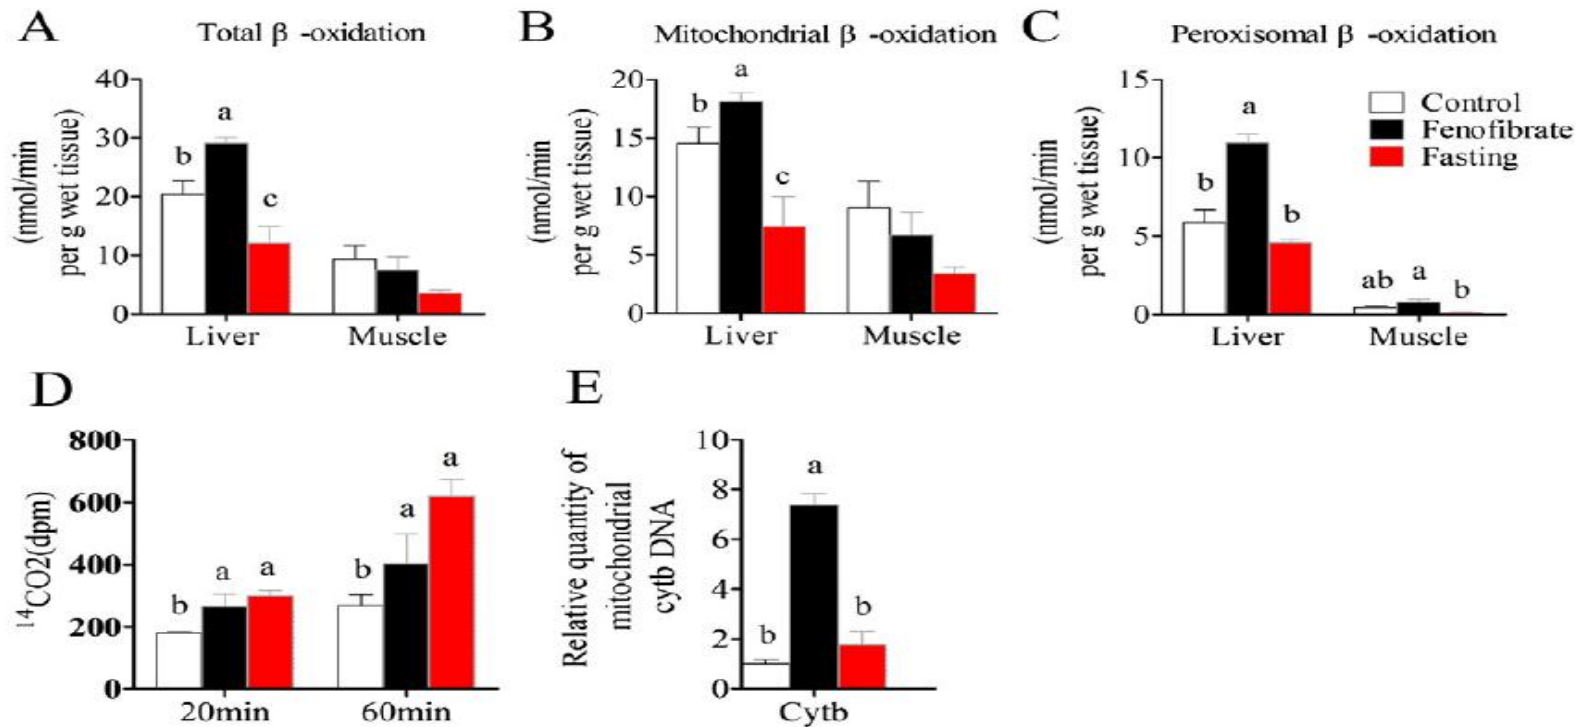 A Total β -oxidation
B Mitochondrial β -oxidation
C Peroxisomal β -oxidation
(nmol/min
per g wet tissue)
40
30
20
10
0
b
a
c
Liver
Muscle
(nmol/min
per g wet tissue)
20
15
10
5
0
b
a
c
Liver
Muscle
(nmol/min
per g wet tissue)
15
10
5
0
b
a
b
ab
a
b
Liver
Muscle
Control
Fenofibrate
Fasting
D
14CO2(dpm)
800
600
400
200
0
b
a
a
b
a
a
20min
60min
E
Relative quantity of
mitochondrial
cytb DNA
10
8
6
4
2
0
b
a
b
Cytb